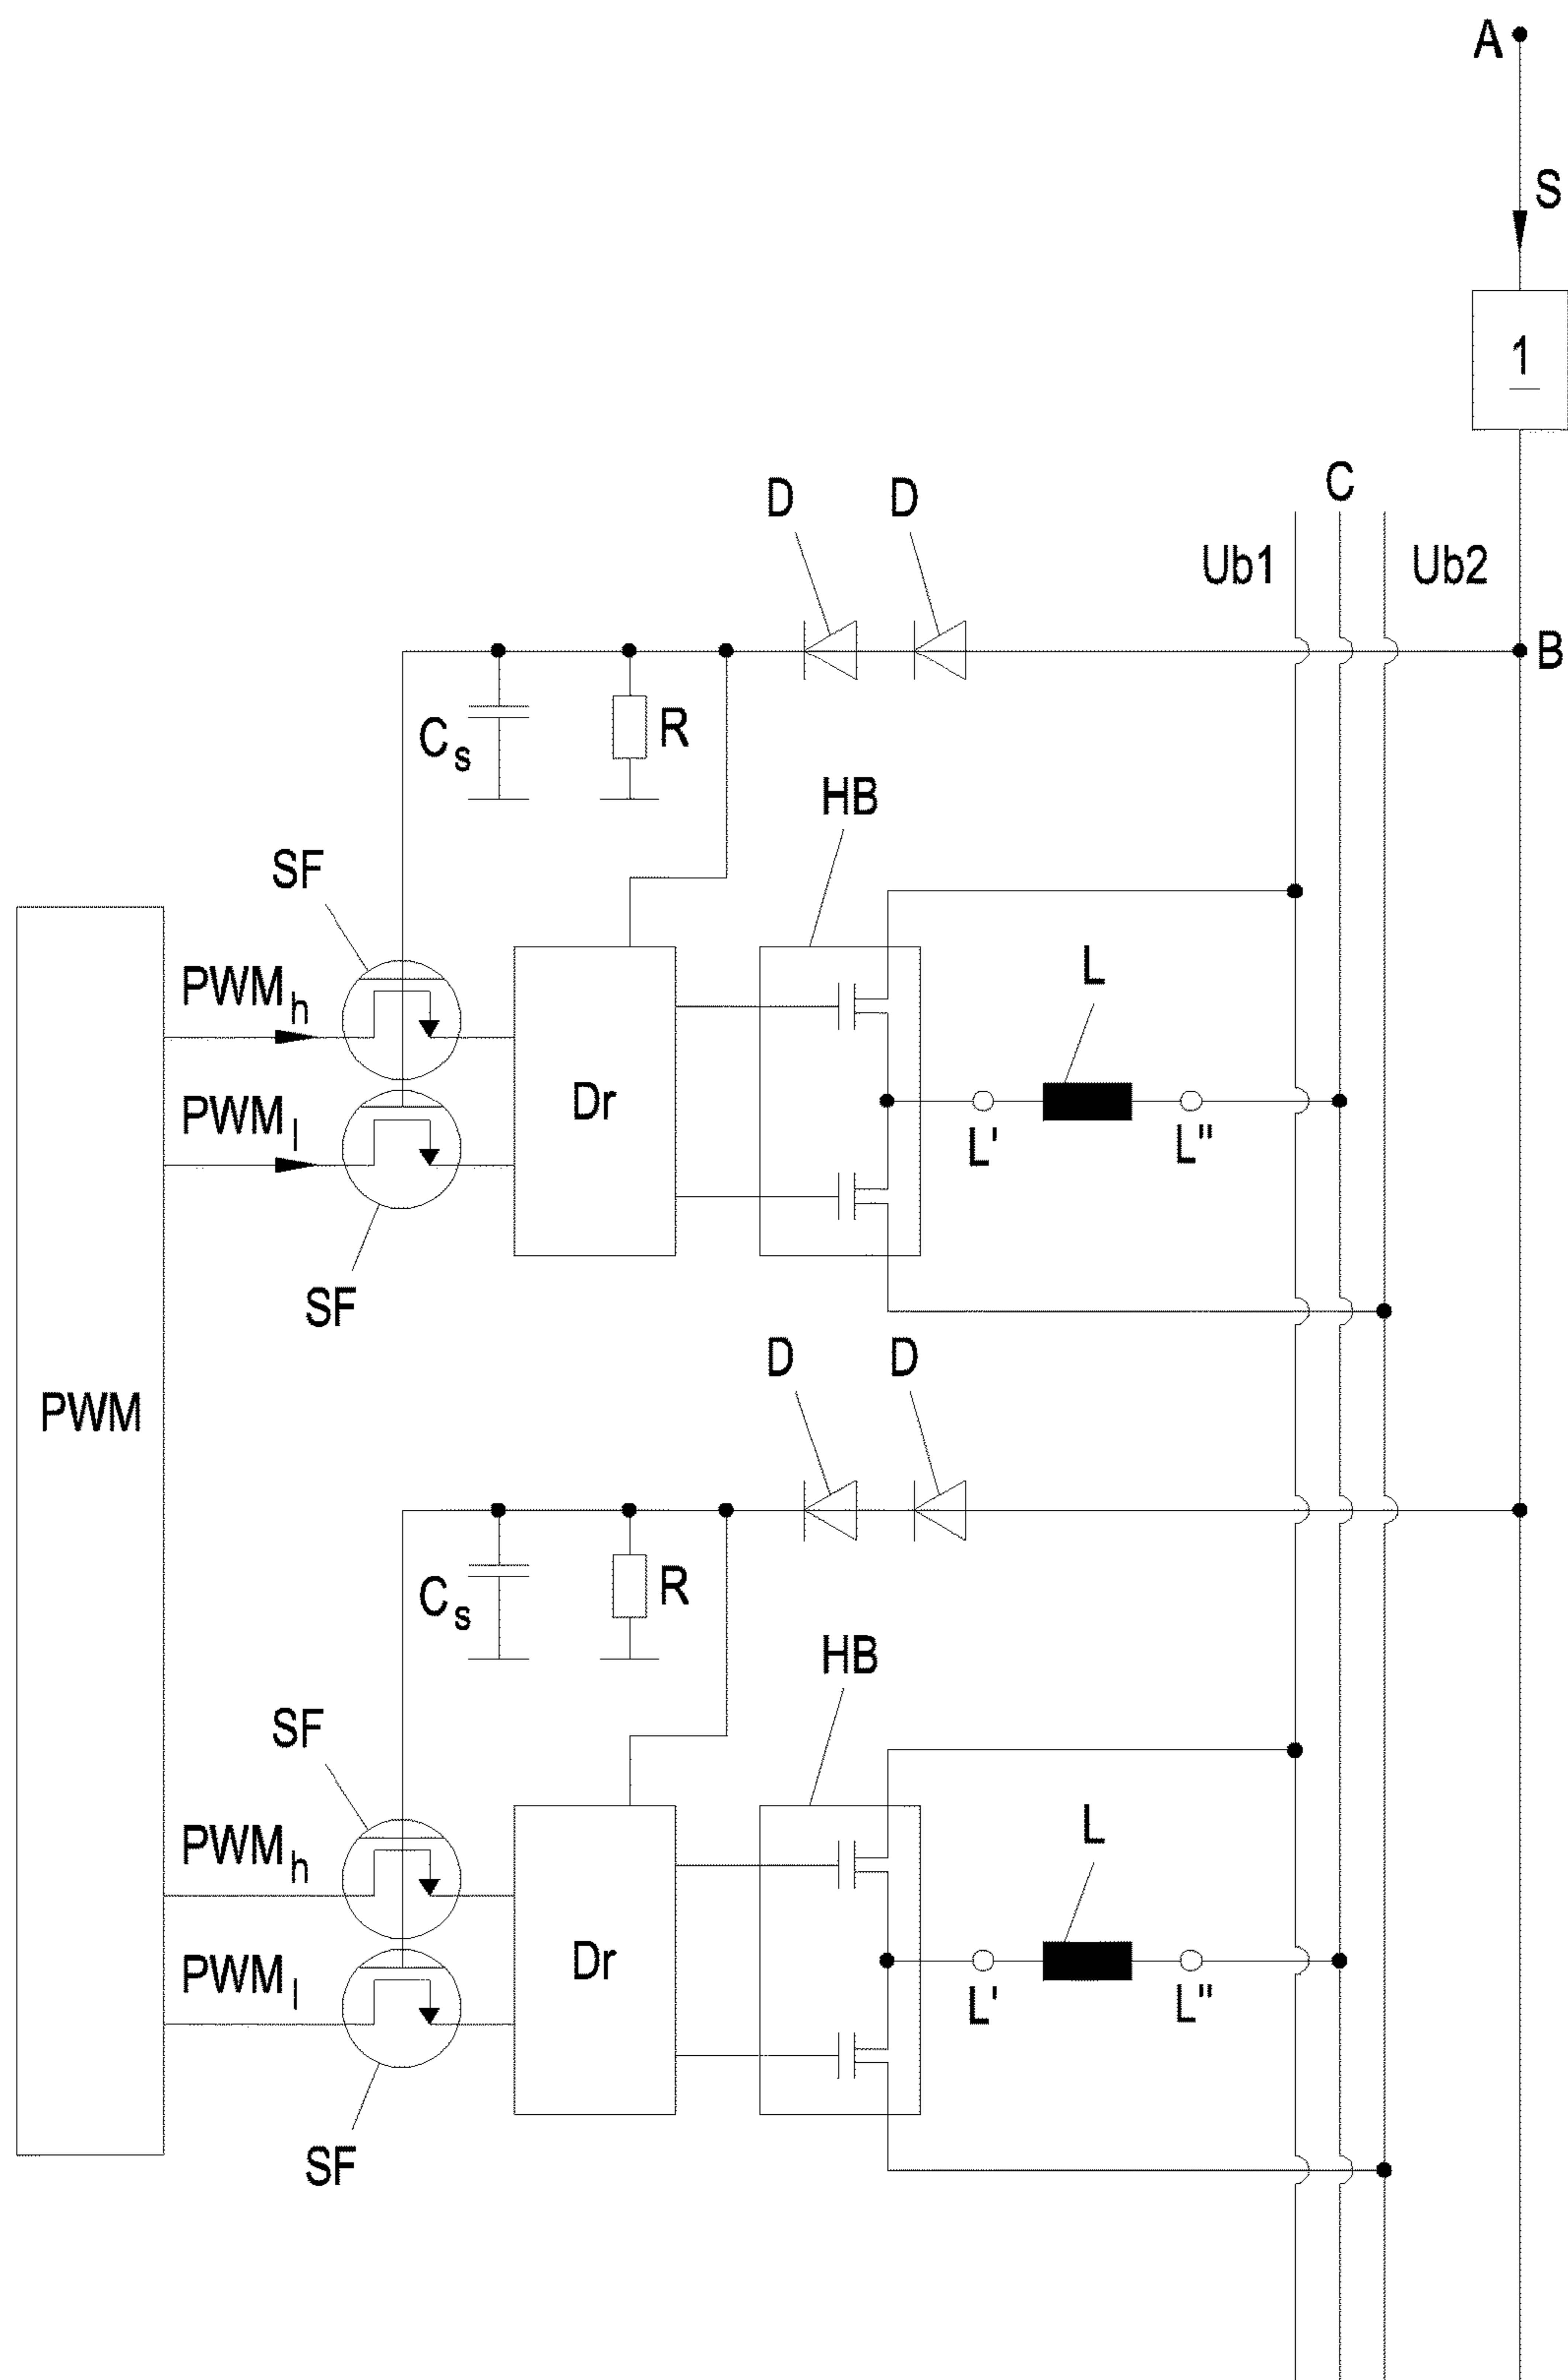 A
S
1
C
D D
Ub1 Ub2
B
Cs R
HB
SF
PWMh
L
PWMl
Dr
L' L"
SF
D D
PWM
Cs R
HB
SF
PWMh
L
PWMl
Dr
L' L"
SF